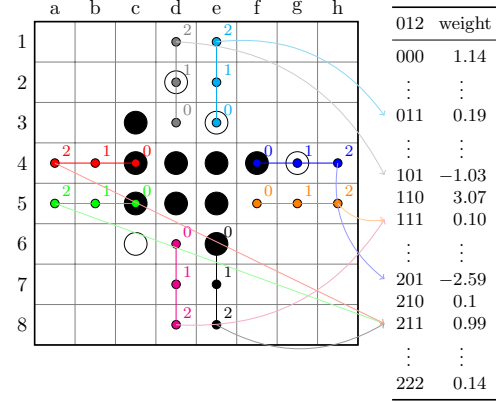 a b c d e f g h
012 weight
1 2 2
000 1.14
2 1 1
⋮ ⋮
3 0 0
011 0.19
⋮ ⋮
4 2 1 0 0 1 2
101 −1.03
110 3.07
5 2 1 0 0 1 2
111 0.10
6 0 0
⋮ ⋮
7 1 1
201 −2.59
210 0.1
8 2 2
211 0.99
⋮ ⋮
222 0.14